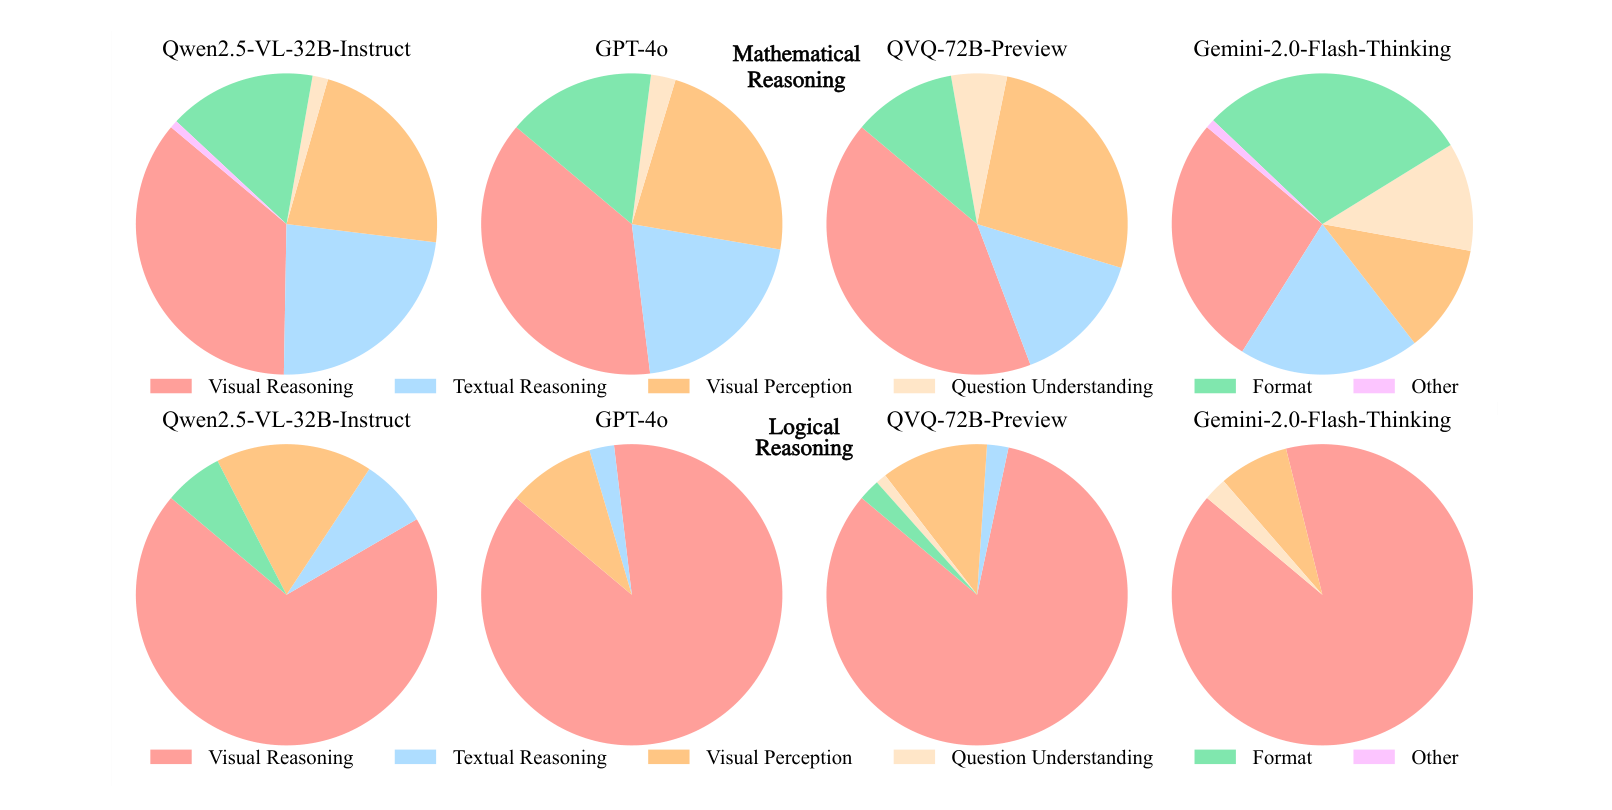 Qwen2.5-VL-32B-Instruct
GPT-4o
Mathematical
Reasoning
QVQ-72B-Preview
Gemini-2.0-Flash-Thinking
Visual Reasoning
Textual Reasoning
Visual Perception
Question Understanding
Format
Other
Qwen2.5-VL-32B-Instruct
GPT-4o
Logical
Reasoning
QVQ-72B-Preview
Gemini-2.0-Flash-Thinking
Visual Reasoning
Textual Reasoning
Visual Perception
Question Understanding
Format
Other